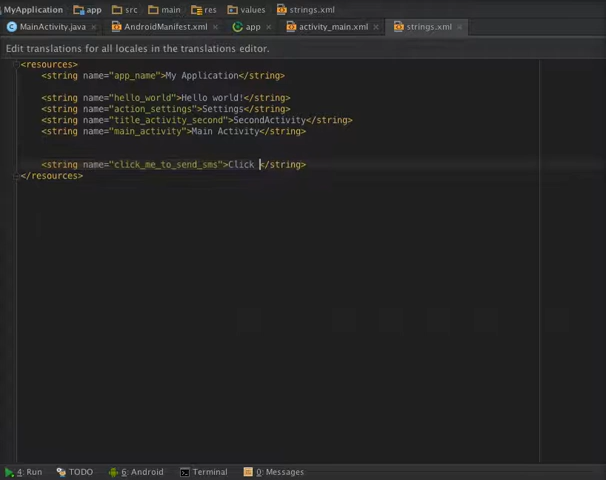 MyApplication app src main res values strings.xml
MainActivity.java AndroidManifest.xml app activity_main.xml strings.xml
Edit translations for all locales in the translations editor.
<resources>
<string name="app_name">My Application</string>
<string name="hello_world">Hello world!</string>
<string name="action_settings">Settings</string>
<string name="title_activity_second">SecondActivity</string>
<string name="main_activity">Main Activity</string>
<string name="click_me_to_send_sms">Click </string>
</resources>
4: Run TODO 6: Android Terminal 0: Messages